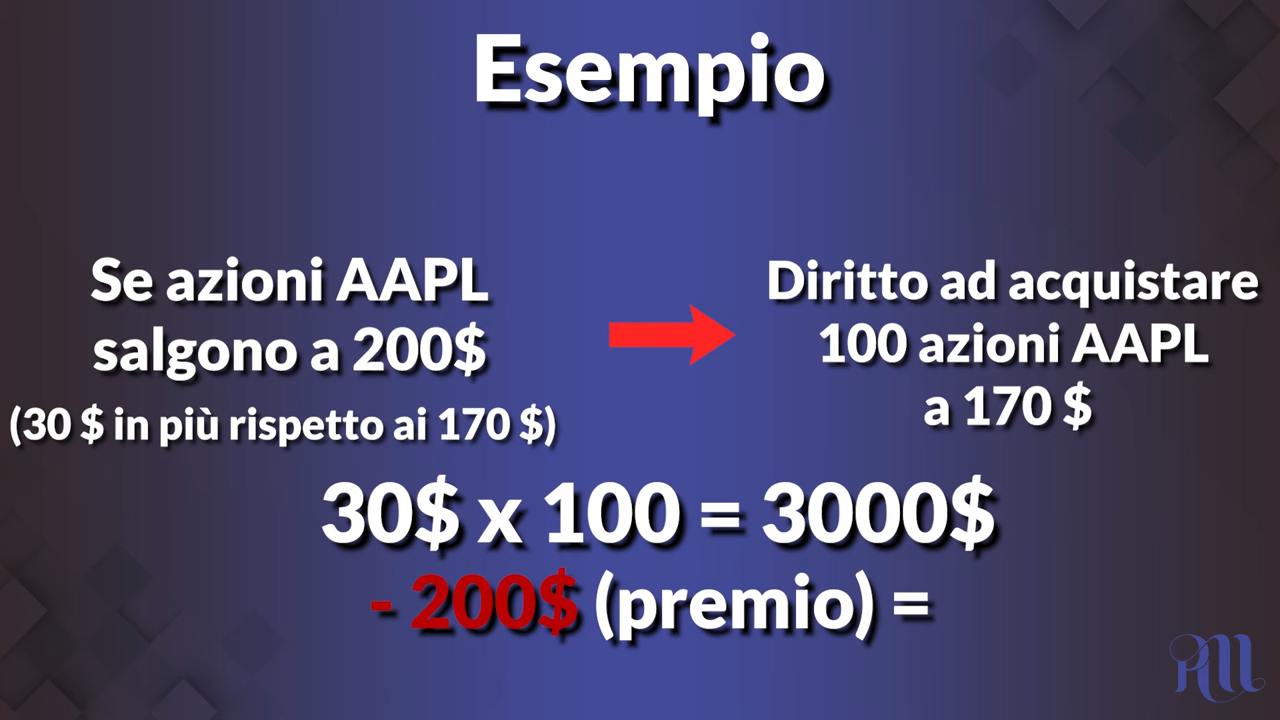 Esempio
Se azioni AAPL
salgono a 200$
(30 $ in più rispetto ai 170 $)
Diritto ad acquistare
100 azioni AAPL
a 170 $
30$ x 100 = 3000$
- 200$ (premio) =